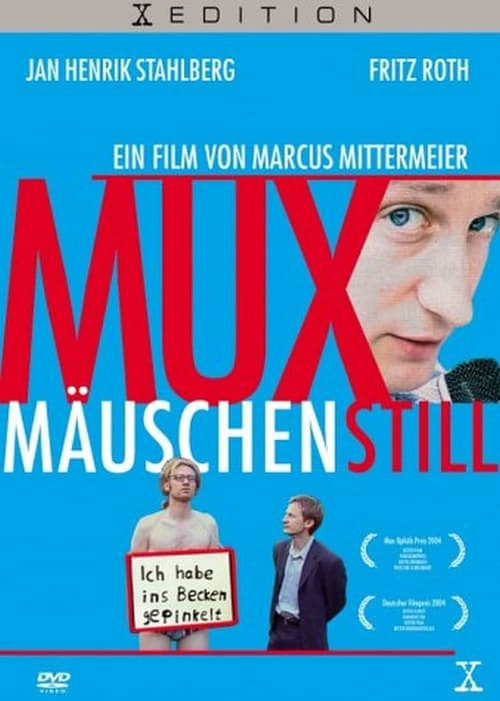 X EDITION
JAN HENRIK STAHLBERG
FRITZ ROTH
EIN FILM VON MARCUS MITTERMEIER
MUX
MÄUSCHENSTILL
Ich habe
ins Becken
gepinkelt
Max Ophüls Preis 2004
Deutscher Filmpreis 2004
DVD
VIDEO
X